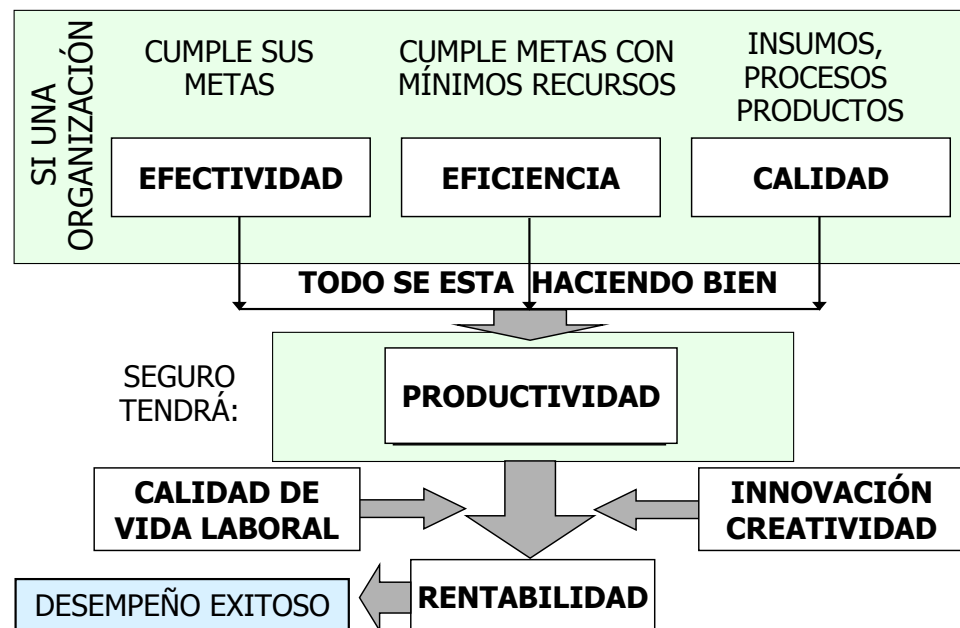 SI UNA
ORGANIZACIÓN
CUMPLE SUS
METAS
CUMPLE METAS CON
MÍNIMOS RECURSOS
INSUMOS,
PROCESOS
PRODUCTOS
EFECTIVIDAD
EFICIENCIA
CALIDAD
TODO SE ESTA HACIENDO BIEN
SEGURO
TENDRÁ:
PRODUCTIVIDAD
CALIDAD DE
VIDA LABORAL
INNOVACIÓN
CREATIVIDAD
DESEMPEÑO EXITOSO
RENTABILIDAD